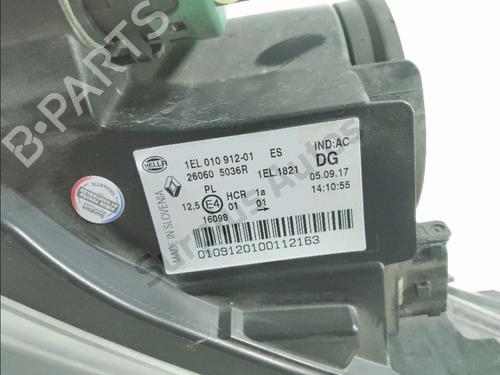 B-PARTS
HELLA
1EL 010 912-01 ES IND:AC
26060 5036R 1EL.1821 DG
PL 05.09.17
12,5 E4 HCR 1a 14:10:55
01 01
16098
MADE IN SLOVENIA
0109120100112163